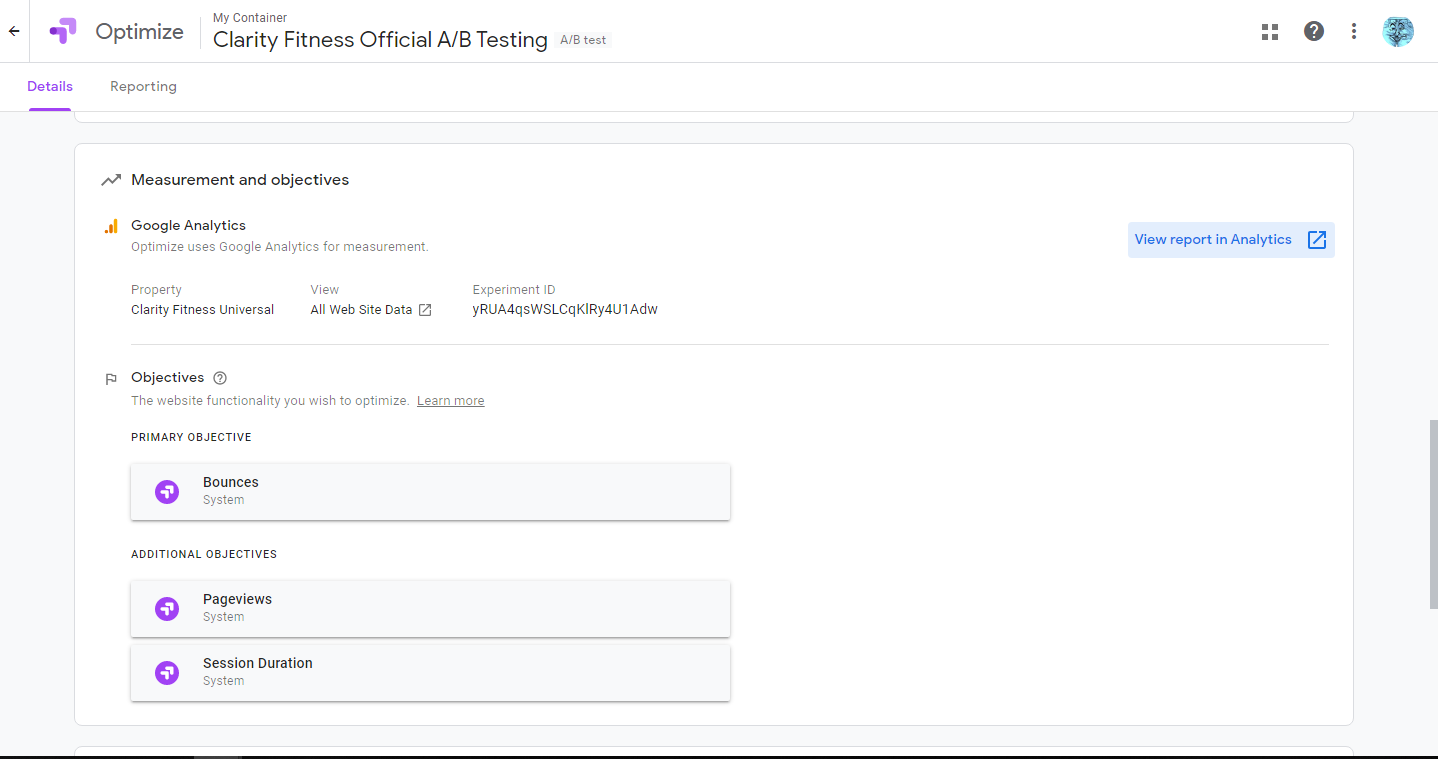 My Container
Optimize
Clarity Fitness Official A/B Testing A/B test
Details Reporting
Measurement and objectives
Google Analytics
Optimize uses Google Analytics for measurement.
View report in Analytics
Property View Experiment ID
Clarity Fitness Universal All Web Site Data yRUA4qsWSLCqKlRy4U1Adw
Objectives
The website functionality you wish to optimize. Learn more
PRIMARY OBJECTIVE
Bounces
System
ADDITIONAL OBJECTIVES
Pageviews
System
Session Duration
System